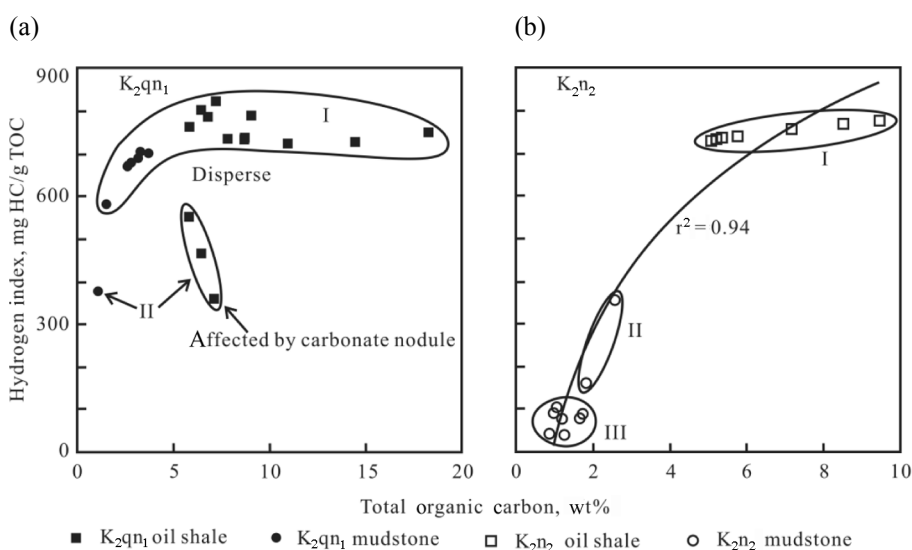 (a)
(b)
900
600
300
0
Hydrogen index, mg HC/g TOC
K₂qn₁
I
Disperse
II
Affected by carbonate nodule
0 5 10 15 20
K₂n₂
I
r² = 0.94
II
III
0 2 4 6 8 10
Total organic carbon, wt%
K₂qn₁ oil shale K₂qn₁ mudstone K₂n₂ oil shale K₂n₂ mudstone